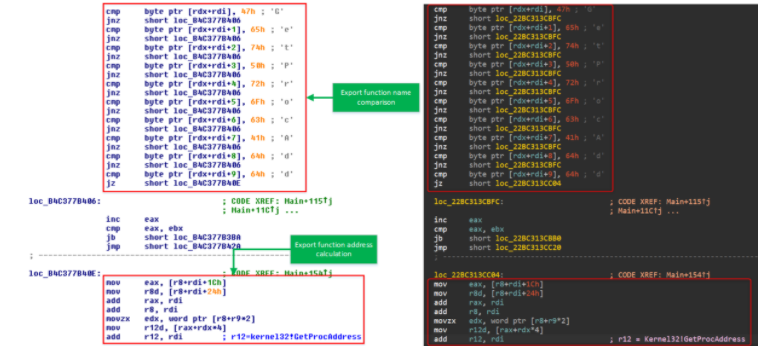 cmp byte ptr [rdx+rdi], 47h ; 'G'
jnz short loc_B4C377B406
cmp byte ptr [rdx+rdi+1], 65h ; 'e'
jnz short loc_B4C377B406
cmp byte ptr [rdx+rdi+2], 74h ; 't'
jnz short loc_B4C377B406
cmp byte ptr [rdx+rdi+3], 50h ; 'P'
jnz short loc_B4C377B406
cmp byte ptr [rdx+rdi+4], 72h ; 'r'
jnz short loc_B4C377B406
cmp byte ptr [rdx+rdi+5], 6Fh ; 'o'
jnz short loc_B4C377B406
cmp byte ptr [rdx+rdi+6], 63h ; 'c'
jnz short loc_B4C377B406
cmp byte ptr [rdx+rdi+7], 41h ; 'A'
jnz short loc_B4C377B406
cmp byte ptr [rdx+rdi+8], 64h ; 'd'
jnz short loc_B4C377B406
cmp byte ptr [rdx+rdi+9], 64h ; 'd'
jz short loc_B4C377B40E
loc_B4C377B406: ; CODE XREF: Main+115↑j
; Main+11C↑j ...
inc eax
cmp eax, ebx
jb short loc_B4C377B3BA
jmp short loc_B4C377B42A
; ---------------------------------------------
loc_B4C377B40E: ; CODE XREF: Main+154↑j
mov eax, [r8+rdi+1Ch]
mov r8d, [r8+rdi+24h]
add rax, rdi
add r8, rdi
movzx edx, word ptr [r8+r9*2]
mov r12d, [rax+rdx*4]
add r12, rdi ; r12=kernel32!GetProcAddress
Export function name
comparison
Export function address
calculation
cmp byte ptr [rdx+rdi], 47h ; 'G'
jnz short loc_22BC313CBFC
cmp byte ptr [rdx+rdi+1], 65h ; 'e'
jnz short loc_22BC313CBFC
cmp byte ptr [rdx+rdi+2], 74h ; 't'
jnz short loc_22BC313CBFC
cmp byte ptr [rdx+rdi+3], 50h ; 'P'
jnz short loc_22BC313CBFC
cmp byte ptr [rdx+rdi+4], 72h ; 'r'
jnz short loc_22BC313CBFC
cmp byte ptr [rdx+rdi+5], 6Fh ; 'o'
jnz short loc_22BC313CBFC
cmp byte ptr [rdx+rdi+6], 63h ; 'c'
jnz short loc_22BC313CBFC
cmp byte ptr [rdx+rdi+7], 41h ; 'A'
jnz short loc_22BC313CBFC
cmp byte ptr [rdx+rdi+8], 64h ; 'd'
jnz short loc_22BC313CBFC
cmp byte ptr [rdx+rdi+9], 64h ; 'd'
jz short loc_22BC313CC04
loc_22BC313CBFC: ; CODE XREF: Main+115↑j
; Main+11C↑j ...
inc eax
cmp eax, ebx
jb short loc_22BC313CBB0
jmp short loc_22BC313CC20
; ---------------------------------------------
loc_22BC313CC04: ; CODE XREF: Main+154↑j
mov eax, [r8+rdi+1Ch]
mov r8d, [r8+rdi+24h]
add rax, rdi
add r8, rdi
movzx edx, word ptr [r8+r9*2]
mov r12d, [rax+rdx*4]
add r12, rdi ; r12 = Kernel32!GetProcAddress